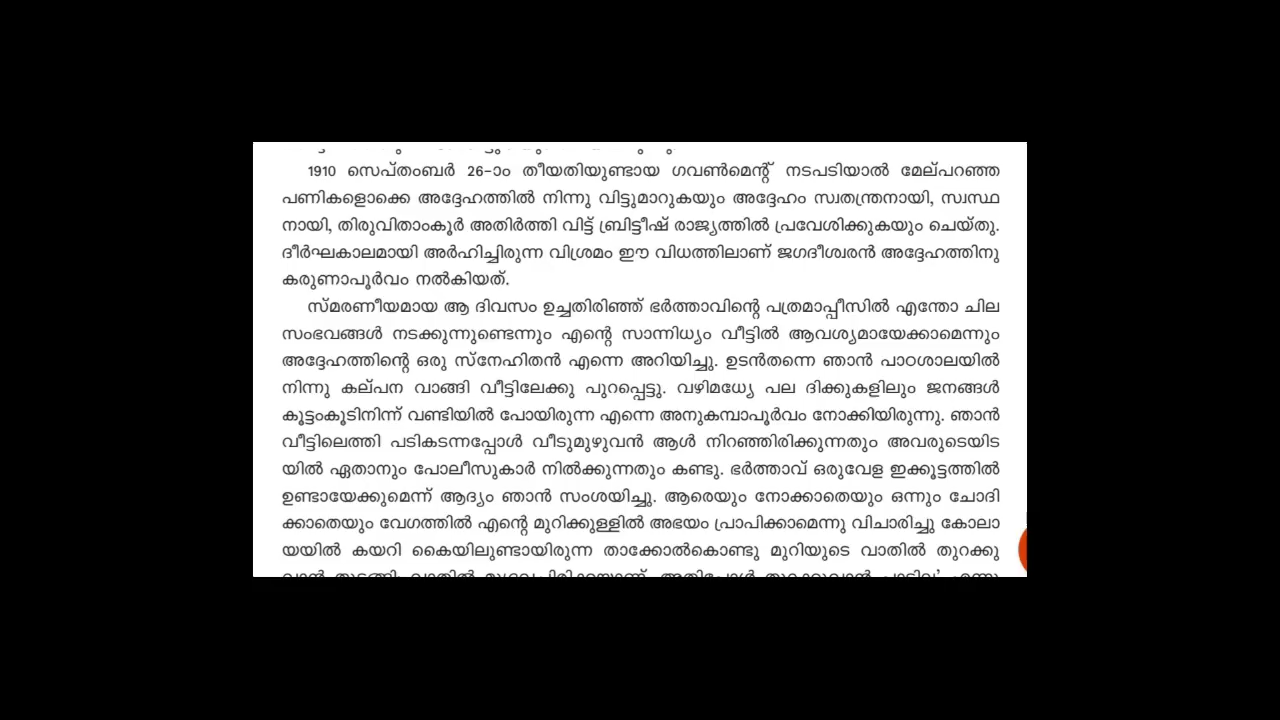 1910 സെപ്തംബർ 26-ാം തീയതിയുണ്ടായ ഗവൺമെന്റ് നടപടിയാൽ മേല്പറഞ്ഞ
പണികളൊക്കെ അദ്ദേഹത്തിൽ നിന്നു വിട്ടുമാറുകയും അദ്ദേഹം സ്വതന്ത്രനായി, സ്വസ്ഥ
നായി, തിരുവിതാംകൂർ അതിർത്തി വിട്ട് ബ്രിട്ടീഷ് രാജ്യത്തിൽ പ്രവേശിക്കുകയും ചെയ്തു.
ദീർഘകാലമായി അർഹിച്ചിരുന്ന വിശ്രമം ഈ വിധത്തിലാണ് ജഗദീശ്വരൻ അദ്ദേഹത്തിനു
കരുണാപൂർവം നൽകിയത്.
സ്മരണീയമായ ആ ദിവസം ഉച്ചതിരിഞ്ഞ് ഭർത്താവിന്റെ പത്രമാപ്പീസിൽ എന്തോ ചില
സംഭവങ്ങൾ നടക്കുന്നുണ്ടെന്നും എന്റെ സാന്നിധ്യം വീട്ടിൽ ആവശ്യമായേക്കാമെന്നും
അദ്ദേഹത്തിന്റെ ഒരു സ്നേഹിതൻ എന്നെ അറിയിച്ചു. ഉടൻതന്നെ ഞാൻ പാഠശാലയിൽ
നിന്നു കല്പന വാങ്ങി വീട്ടിലേക്കു പുറപ്പെട്ടു. വഴിമധ്യേ പല ദിക്കുകളിലും ജനങ്ങൾ
കൂട്ടംകൂടിനിന്ന് വണ്ടിയിൽ പോയിരുന്ന എന്നെ അനുകമ്പാപൂർവം നോക്കിയിരുന്നു. ഞാൻ
വീട്ടിലെത്തി പടികടന്നപ്പോൾ വീടുമുഴുവൻ ആൾ നിറഞ്ഞിരിക്കുന്നതും അവരുടെയിട
യിൽ ഏതാനും പോലീസുകാർ നിൽക്കുന്നതും കണ്ടു. ഭർത്താവ് ഒരുവേള ഇക്കൂട്ടത്തിൽ
ഉണ്ടായേക്കുമെന്ന് ആദ്യം ഞാൻ സംശയിച്ചു. ആരെയും നോക്കാതെയും ഒന്നും ചോദി
ക്കാതെയും വേഗത്തിൽ എന്റെ മുറിക്കുള്ളിൽ അഭയം പ്രാപിക്കാമെന്നു വിചാരിച്ചു കോലാ
യയിൽ കയറി കൈയിലുണ്ടായിരുന്ന താക്കോൽകൊണ്ടു മുറിയുടെ വാതിൽ തുറക്കു